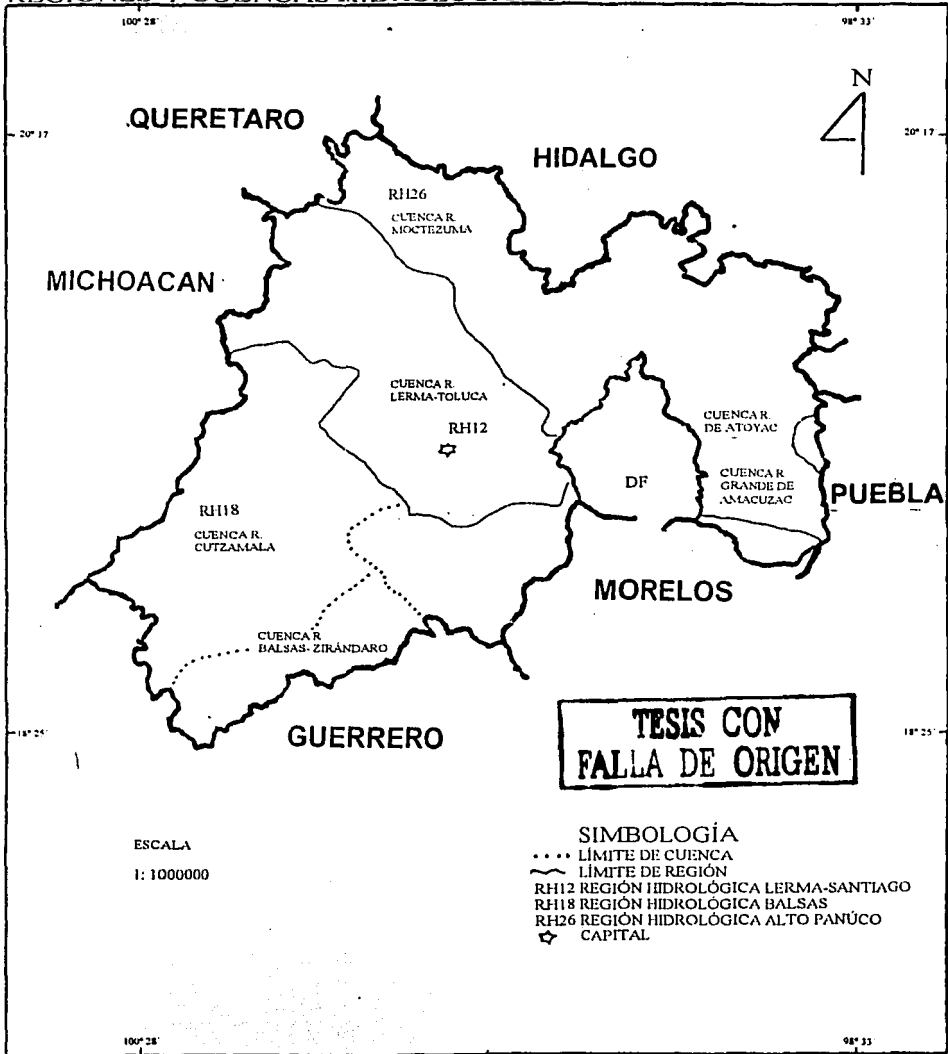 REGIONES Y CUENCAS
100° 28'
98° 33'
N
20° 17
20° 17'
QUERETARO
HIDALGO
RH26
CUENCA R.
MOCTEZUMA
MICHOACAN
CUENCA R.
LERMA-TOLUCA
RH12
CUENCA R.
DE ATOYAC
CUENCA R.
GRANDE DE
AMACUZAC
DF
PUEBLA
RH18
CUENCA R.
CUTZAMALA
MORELOS
CUENCA R
BALSAS-ZIRÁNDARO
GUERRERO
18° 25'
18° 25'
TESIS CON
FALLA DE ORIGEN
ESCALA
1: 1000000
SIMBOLOGÍA
LÍMITE DE CUENCA
LÍMITE DE REGIÓN
RH12 REGIÓN HIDROLÓGICA LERMA-SANTIAGO
RH18 REGIÓN HIDROLÓGICA BALSAS
RH26 REGIÓN HIDROLÓGICA ALTO PANÚCO
CAPITAL
100° 28'
98° 33'